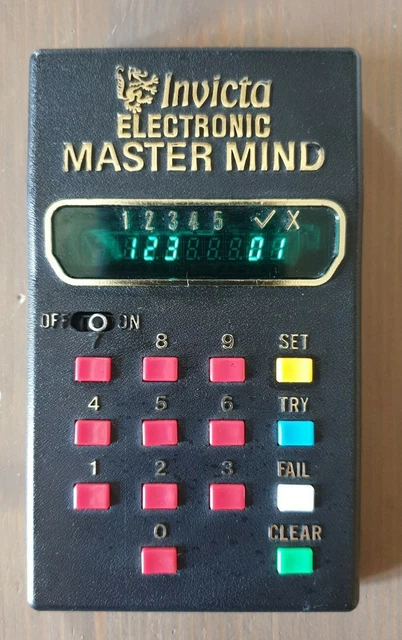 Invicta
ELECTRONIC
MASTER MIND
1 2 3 4 5 ✓ X
123 01
OFF ON
7 8 9 SET
4 5 6 TRY
1 2 3 FAIL
0 CLEAR